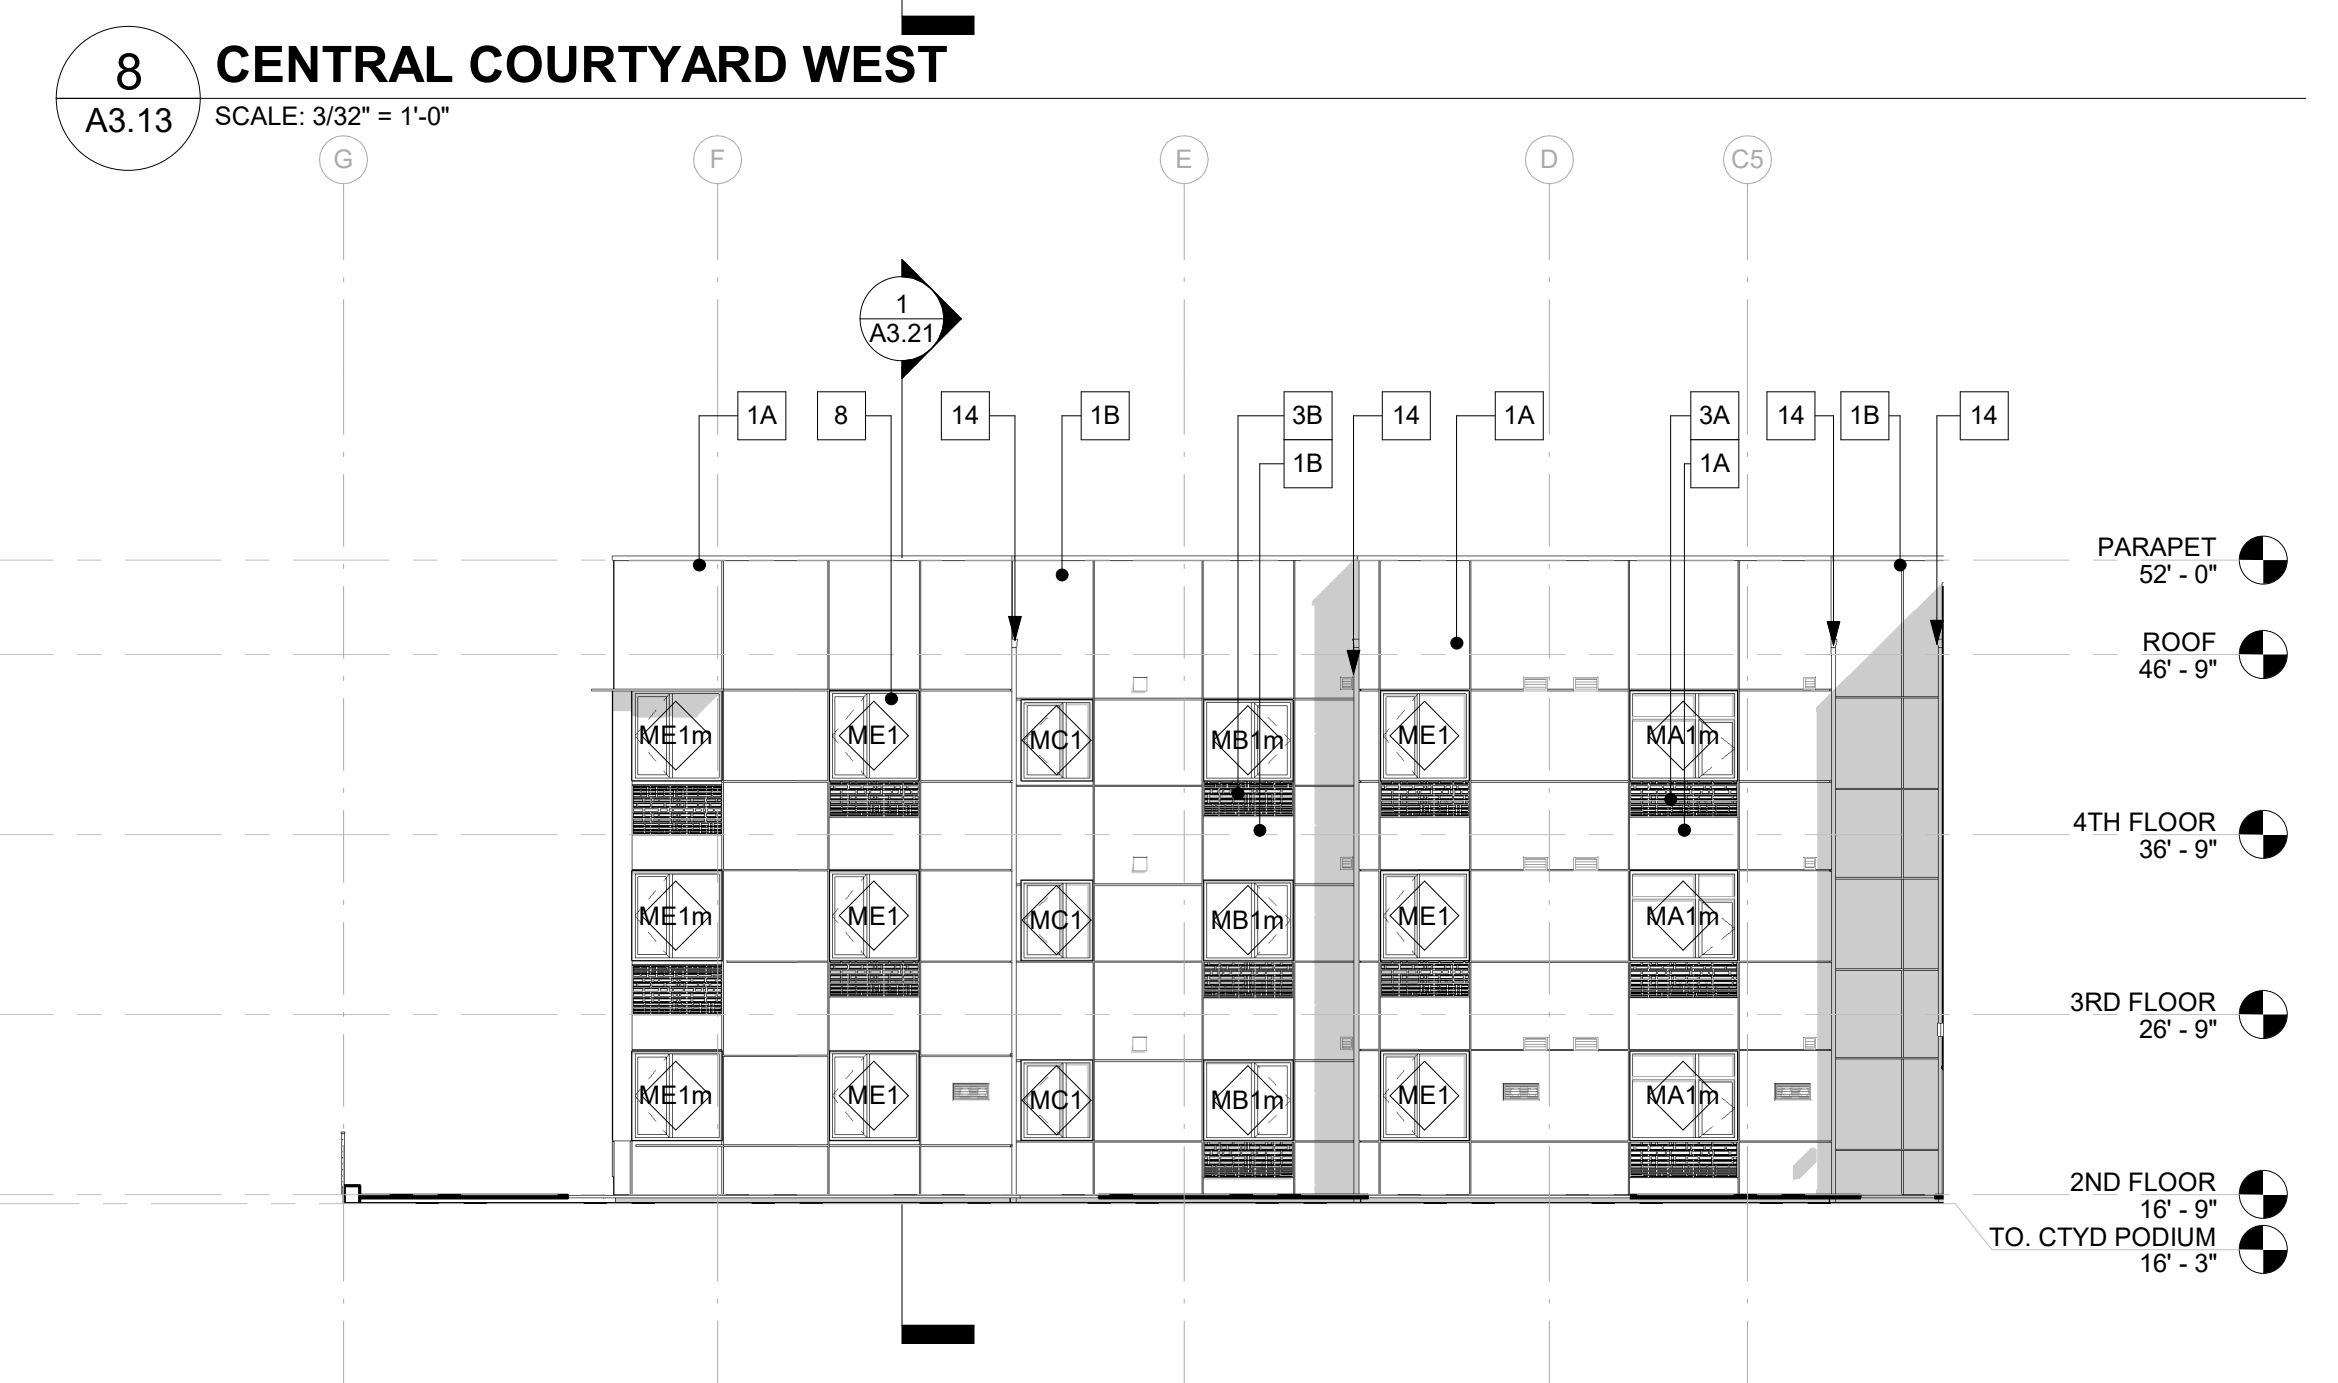 8
A3.13
CENTRAL COURTYARD WEST
SCALE: 3/32" = 1'-0"
G
F
E
D
C5
1
A3.21
1A
8
14
1B
3B
1B
14
1A
3A
1A
14
1B
14
PARAPET
52' - 0"
ROOF
46' - 9"
ME1m
ME1
MC1
MB1m
ME1
MA1m
4TH FLOOR
36' - 9"
ME1m
ME1
MC1
MB1m
ME1
MA1m
3RD FLOOR
26' - 9"
ME1m
ME1
MC1
MB1m
ME1
MA1m
2ND FLOOR
16' - 9"
TO. CTYD PODIUM
16' - 3"